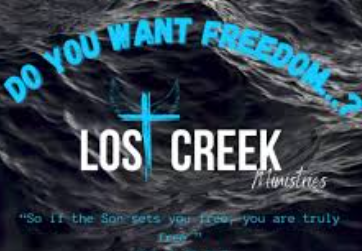 DO YOU WANT FREEDOM...?
LOST CREEK
Ministries
"So if the Son sets you free, you are truly
free."